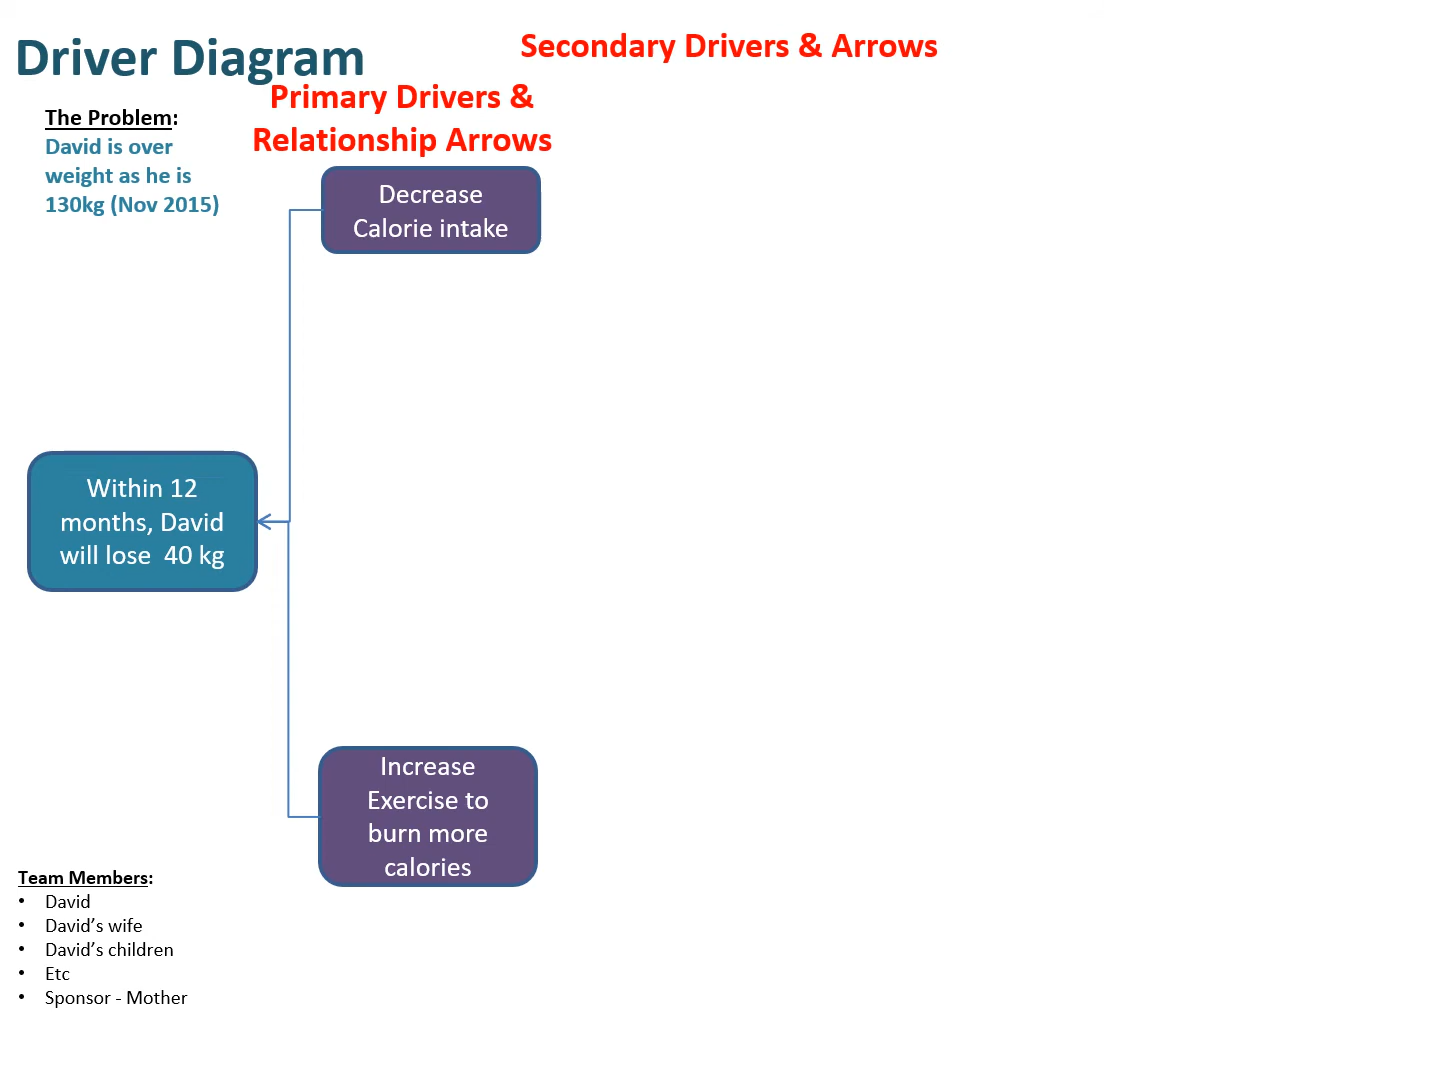 Driver Diagram
Secondary Drivers & Arrows
Primary Drivers &
Relationship Arrows
The Problem:
David is over
weight as he is
130kg (Nov 2015)
Decrease
Calorie intake
Within 12
months, David
will lose  40 kg
Increase
Exercise to
burn more
calories
Team Members:
• David
• David’s wife
• David’s children
• Etc
• Sponsor - Mother